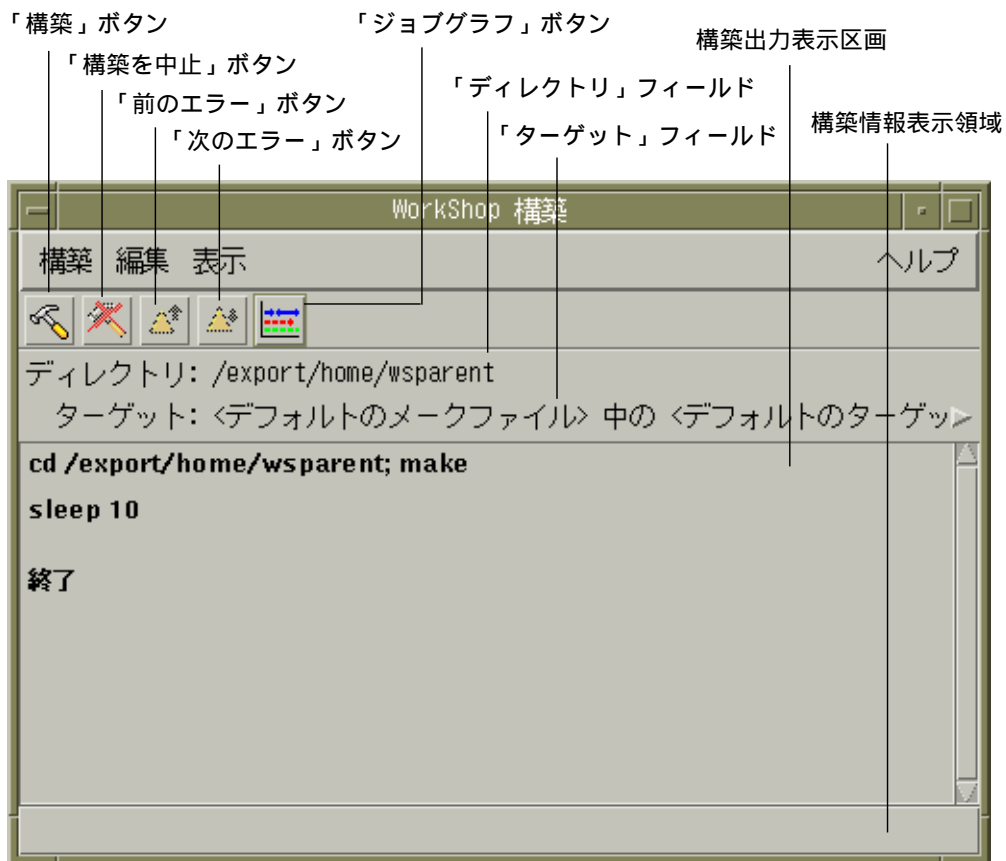 「構築」ボタン
「ジョブグラフ」ボタン
構築出力表示区画
「構築を中止」ボタン
「ディレクトリ」フィールド
「前のエラー」ボタン
構築情報表示領域
「ターゲット」フィールド
「次のエラー」ボタン
WorkShop 構築
構築 編集 表示 ヘルプ
ディレクトリ: /export/home/wsparent
ターゲット: <デフォルトのメークファイル> 中の <デフォルトのターゲッ
cd /export/home/wsparent; make
sleep 10
終了